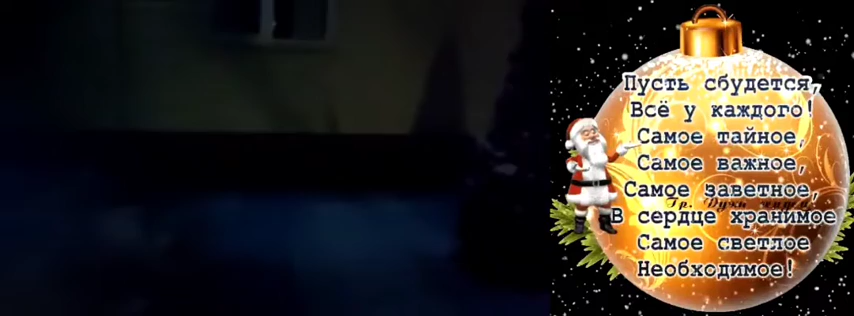 Пусть сбудется,
Всё у каждого!
Самое тайное,
Самое важное,
Самое заветное,
В сердце хранимое
Самое светлое
Необходимое!